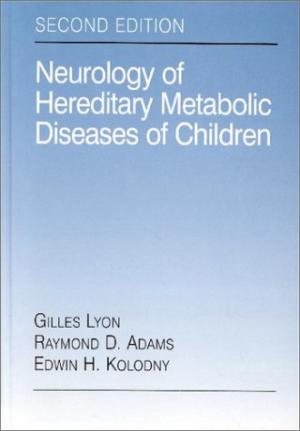 SECOND EDITION
Neurology of
Hereditary Metabolic
Diseases of Children
GILLES LYON
RAYMOND D. ADAMS
EDWIN H. KOLODNY